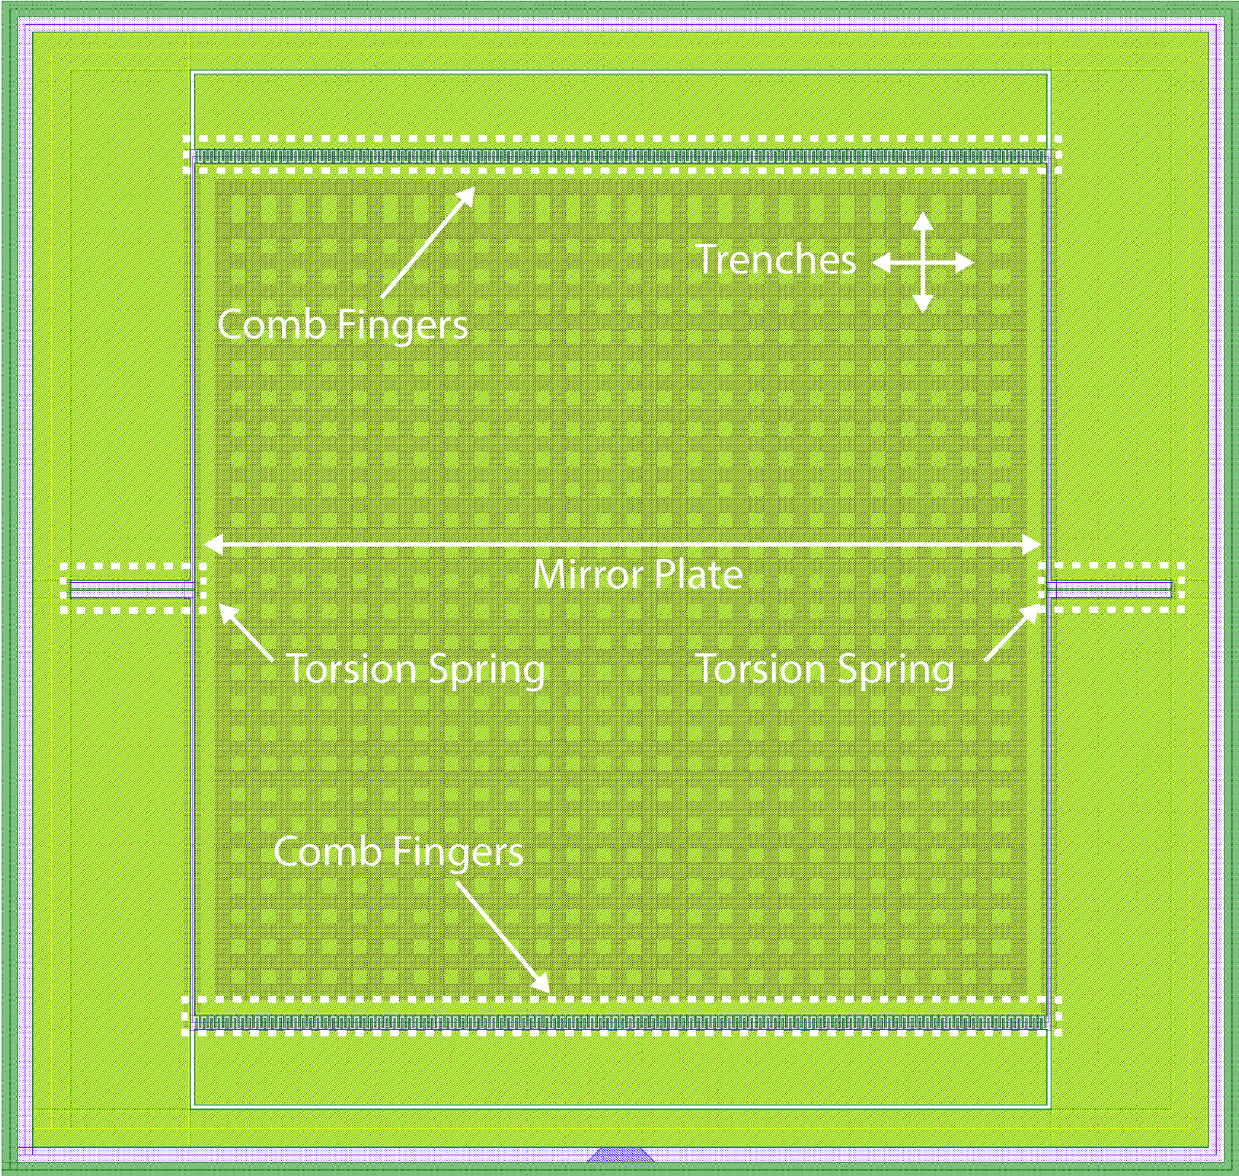 Trenches
Comb Fingers
Mirror Plate
Torsion Spring
Torsion Spring
Comb Fingers